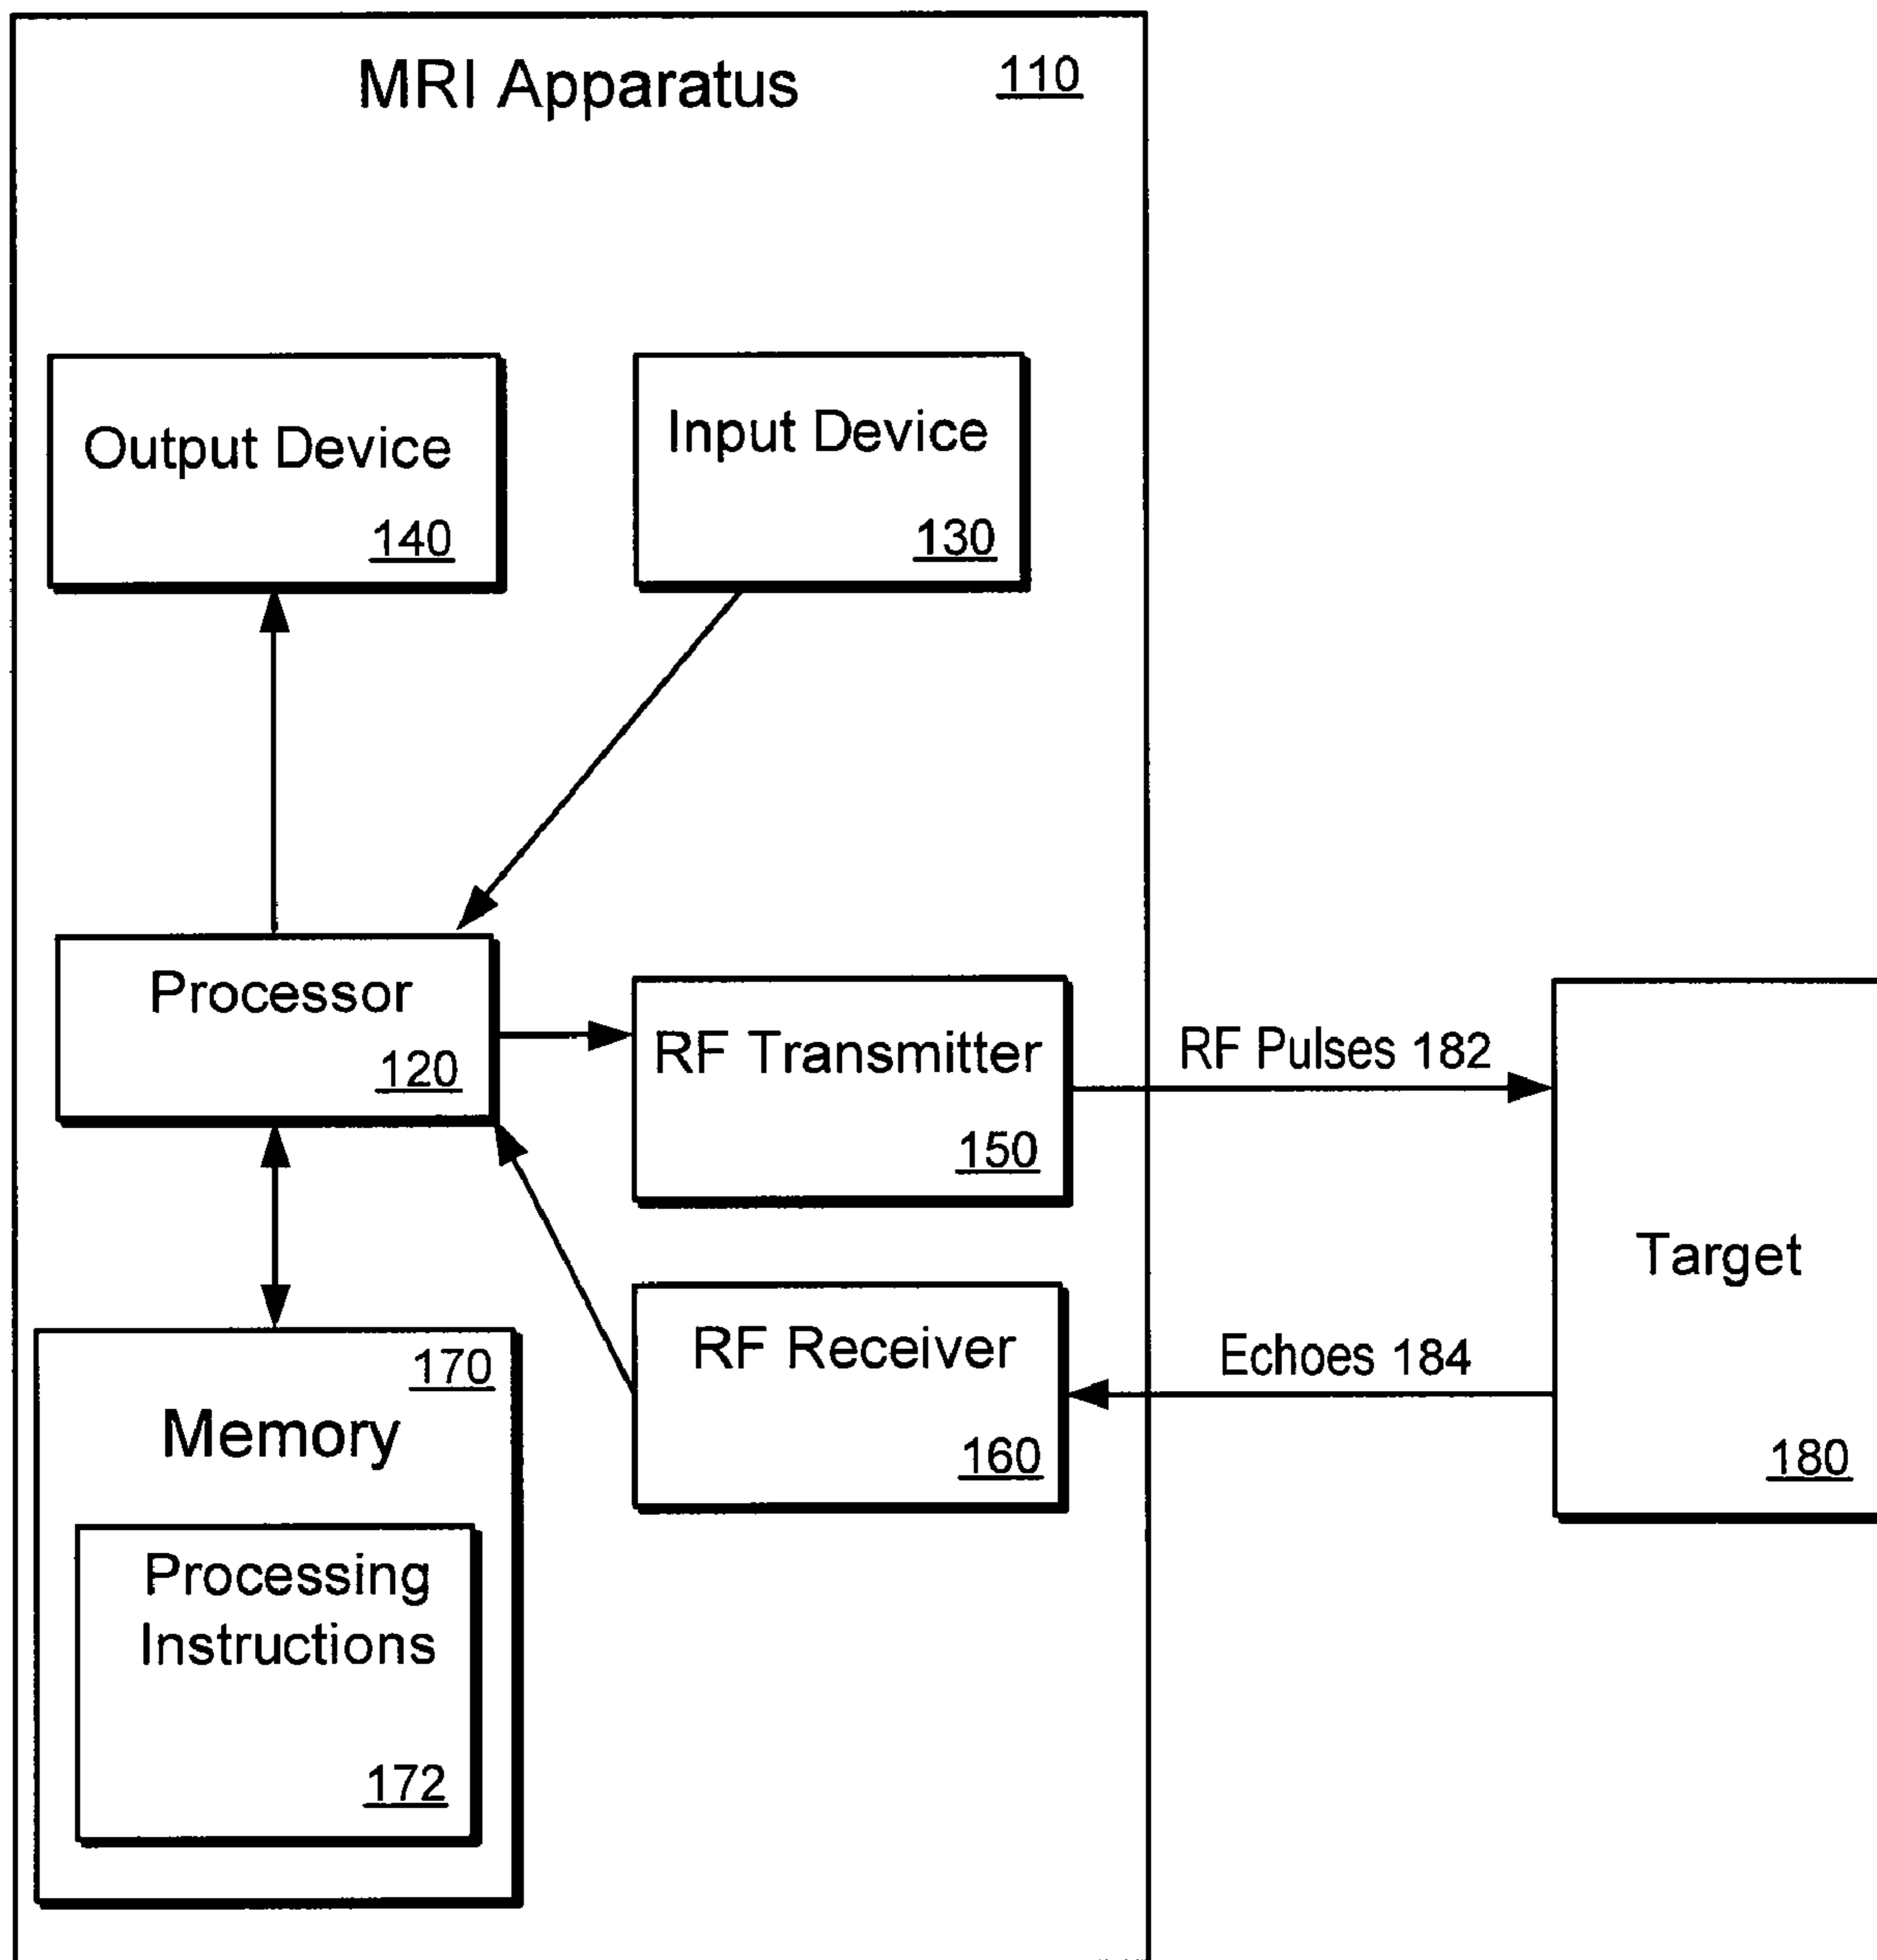 MRI Apparatus 110
Output Device
140
Input Device
130
Processor
120
RF Transmitter
150
RF Pulses 182
Target
180
RF Receiver
160
Echoes 184
170
Memory
Processing
Instructions
172